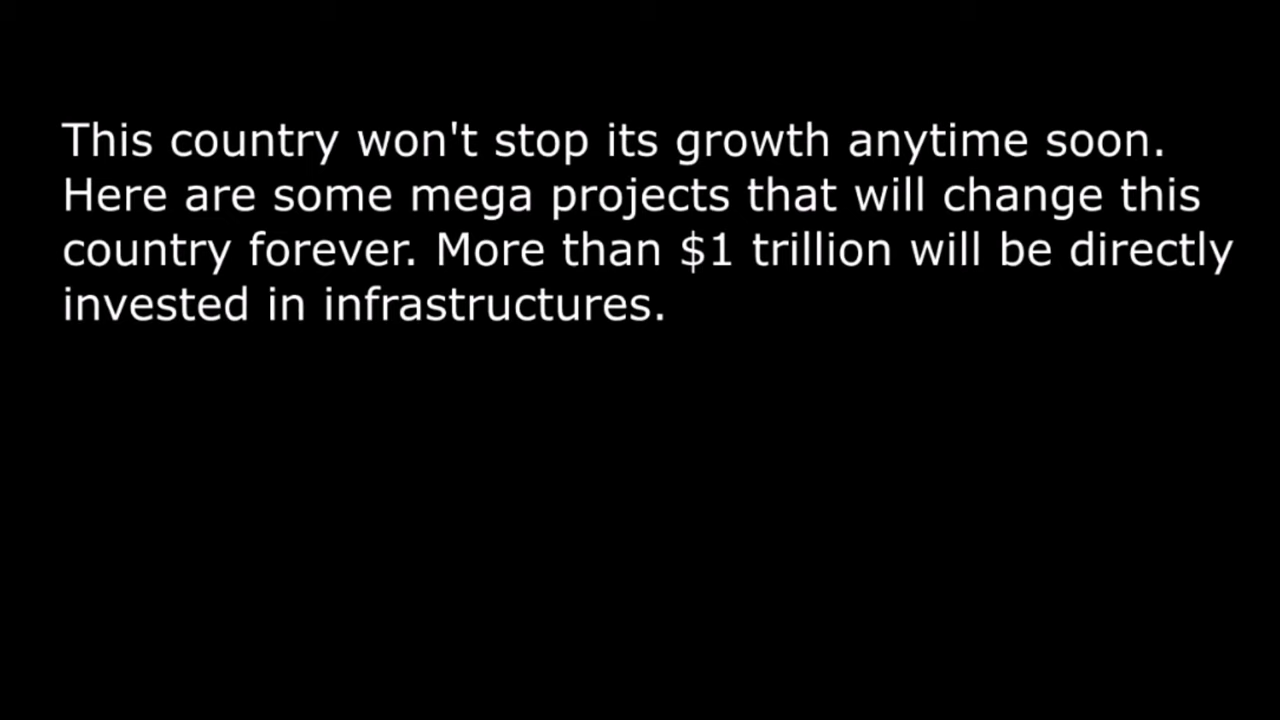 This country won't stop its growth anytime soon.
Here are some mega projects that will change this
country forever. More than $1 trillion will be directly
invested in infrastructures.